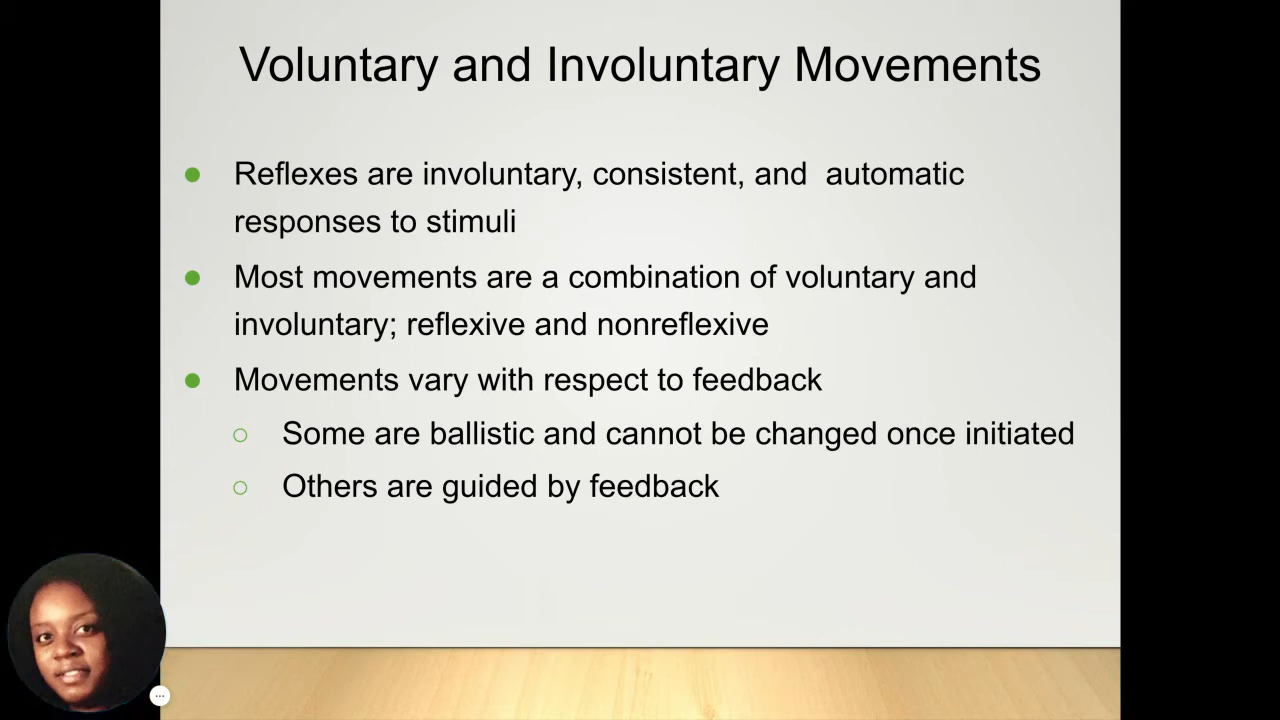 Voluntary and Involuntary Movements
● Reflexes are involuntary, consistent, and  automatic
responses to stimuli
● Most movements are a combination of voluntary and
involuntary; reflexive and nonreflexive
● Movements vary with respect to feedback
○ Some are ballistic and cannot be changed once initiated
○ Others are guided by feedback